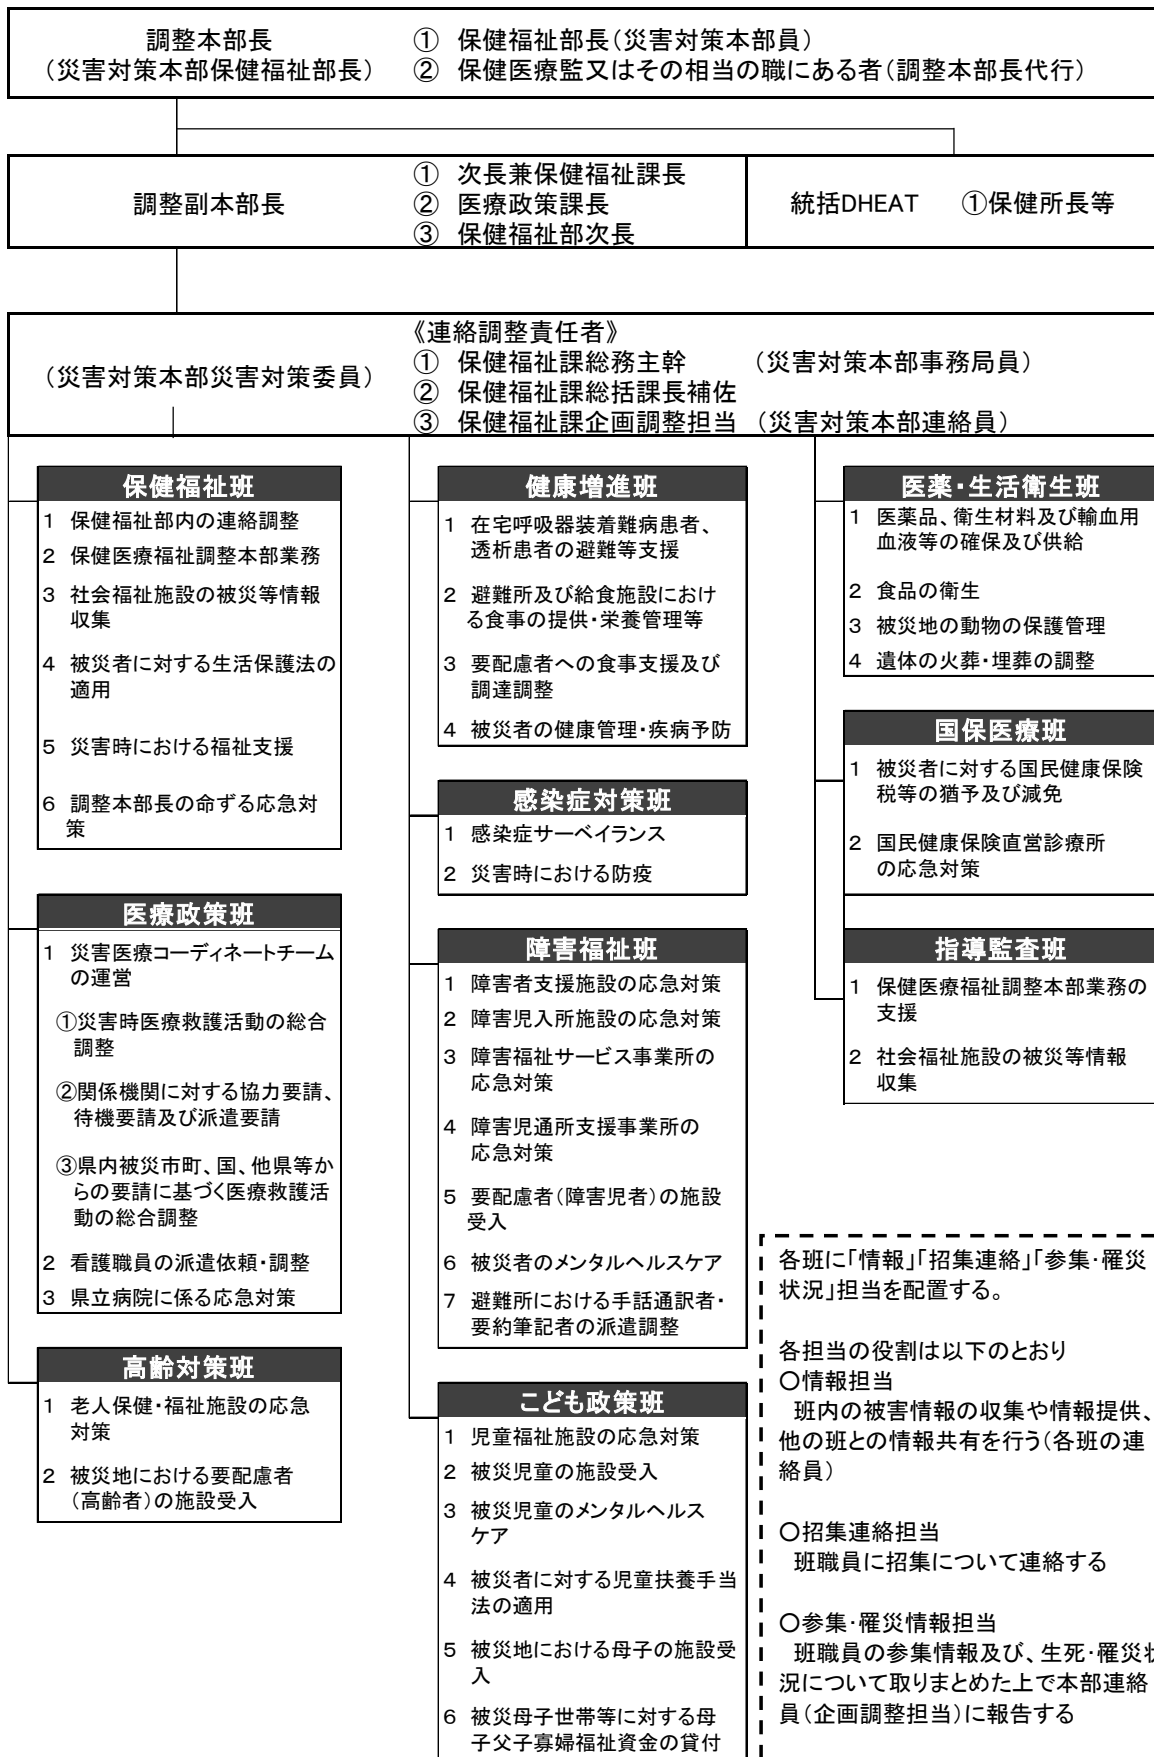 調整本部長
(災害対策本部保健福祉部長)
① 保健福祉部長(災害対策本部員)
② 保健医療監又はその相当の職にある者(調整本部長代行)
調整副本部長
① 次長兼保健福祉課長
② 医療政策課長
③ 保健福祉部次長
統括DHEAT ①保健所長等
(災害対策本部災害対策委員)
《連絡調整責任者》
① 保健福祉課総務主幹 (災害対策本部事務局員)
② 保健福祉課総括課長補佐
③ 保健福祉課企画調整担当 (災害対策本部連絡員)
保健福祉班
1 保健福祉部内の連絡調整
2 保健医療福祉調整本部業務
3 社会福祉施設の被災等情報
収集
4 被災者に対する生活保護法の
適用
5 災害時における福祉支援
6 調整本部長の命ずる応急対
策
医療政策班
1 災害医療コーディネートチーム
の運営
①災害時医療救護活動の総合
調整
②関係機関に対する協力要請、
待機要請及び派遣要請
③県内被災市町、国、他県等か
らの要請に基づく医療救護活
動の総合調整
2 看護職員の派遣依頼・調整
3 県立病院に係る応急対策
高齢対策班
1 老人保健・福祉施設の応急
対策
2 被災地における要配慮者
(高齢者)の施設受入
健康増進班
1 在宅呼吸器装着難病患者、
透析患者の避難等支援
2 避難所及び給食施設におけ
る食事の提供・栄養管理等
3 要配慮者への食事支援及び
調達調整
4 被災者の健康管理・疾病予防
感染症対策班
1 感染症サーベイランス
2 災害時における防疫
障害福祉班
1 障害者支援施設の応急対策
2 障害児入所施設の応急対策
3 障害福祉サービス事業所の
応急対策
4 障害児通所支援事業所の
応急対策
5 要配慮者(障害児者)の施設
受入
6 被災者のメンタルヘルスケア
7 避難所における手話通訳者・
要約筆記者の派遣調整
こども政策班
1 児童福祉施設の応急対策
2 被災児童の施設受入
3 被災児童のメンタルヘルス
ケア
4 被災者に対する児童扶養手当
法の適用
5 被災地における母子の施設受
入
6 被災母子世帯等に対する母
子父子寡婦福祉資金の貸付
医薬・生活衛生班
1 医薬品、衛生材料及び輸血用
血液等の確保及び供給
2 食品の衛生
3 被災地の動物の保護管理
4 遺体の火葬・埋葬の調整
国保医療班
1 被災者に対する国民健康保険
税等の猶予及び減免
2 国民健康保険直営診療所
の応急対策
指導監査班
1 保健医療福祉調整本部業務の
支援
2 社会福祉施設の被災等情報
収集
各班に「情報」「招集連絡」「参集・罹災
状況」担当を配置する。
各担当の役割は以下のとおり
○情報担当
班内の被害情報の収集や情報提供、
他の班との情報共有を行う(各班の連
絡員)
○招集連絡担当
班職員に招集について連絡する
○参集・罹災情報担当
班職員の参集情報及び、生死・罹災状
況について取りまとめた上で本部連絡
員(企画調整担当)に報告する